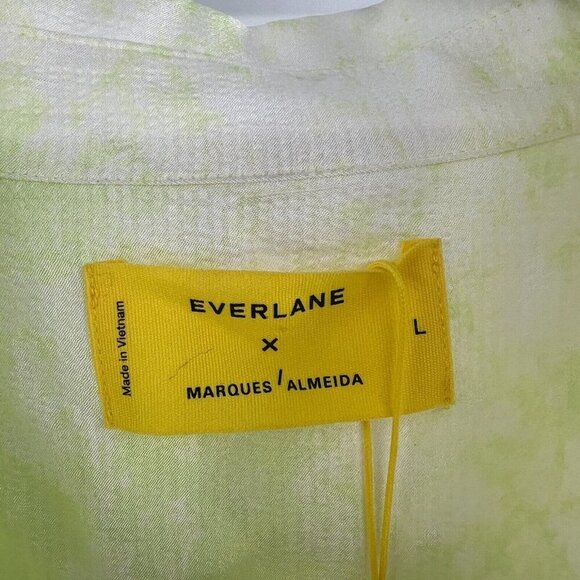 Made in Vietnam
EVERLANE
×
MARQUES'ALMEIDA
L